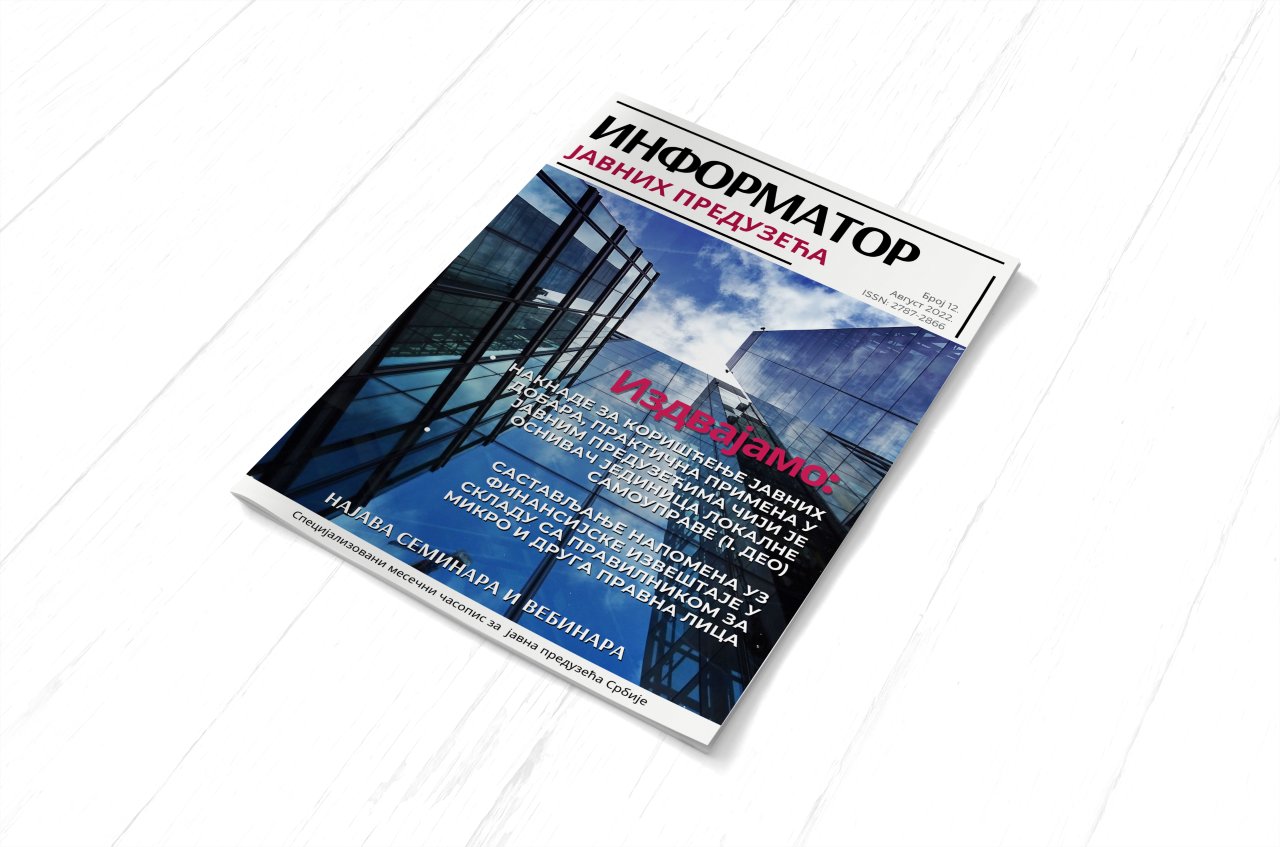 ИНФОРМАТОР
ЈАВНИХ ПРЕДУЗЕЋА
Број 12.
Август 2022.
ISSN: 2787-2866
Издвајамо:
НАКНАДЕ ЗА КОРИШЋЕЊЕ ЈАВНИХ
ДОБАРА, ПРАКТИЧНА ПРИМЕНА У
ЈАВНИМ ПРЕДУЗЕЋИМА ЧИЈИ ЈЕ
ОСНИВАЧ ЈЕДИНИЦА ЛОКАЛНЕ
САМОУПРАВЕ (I. ДЕО)
САСТАВЉАЊЕ НАПОМЕНА УЗ
ФИНАНСИЈСКЕ ИЗВЕШТАЈЕ У
СКЛАДУ СА ПРАВИЛНИКОМ ЗА
МИКРО И ДРУГА ПРАВНА ЛИЦА
НАЈАВА СЕМИНАРА И ВЕБИНАРА
Специјализовани месечни часопис за јавна предузећа Србије